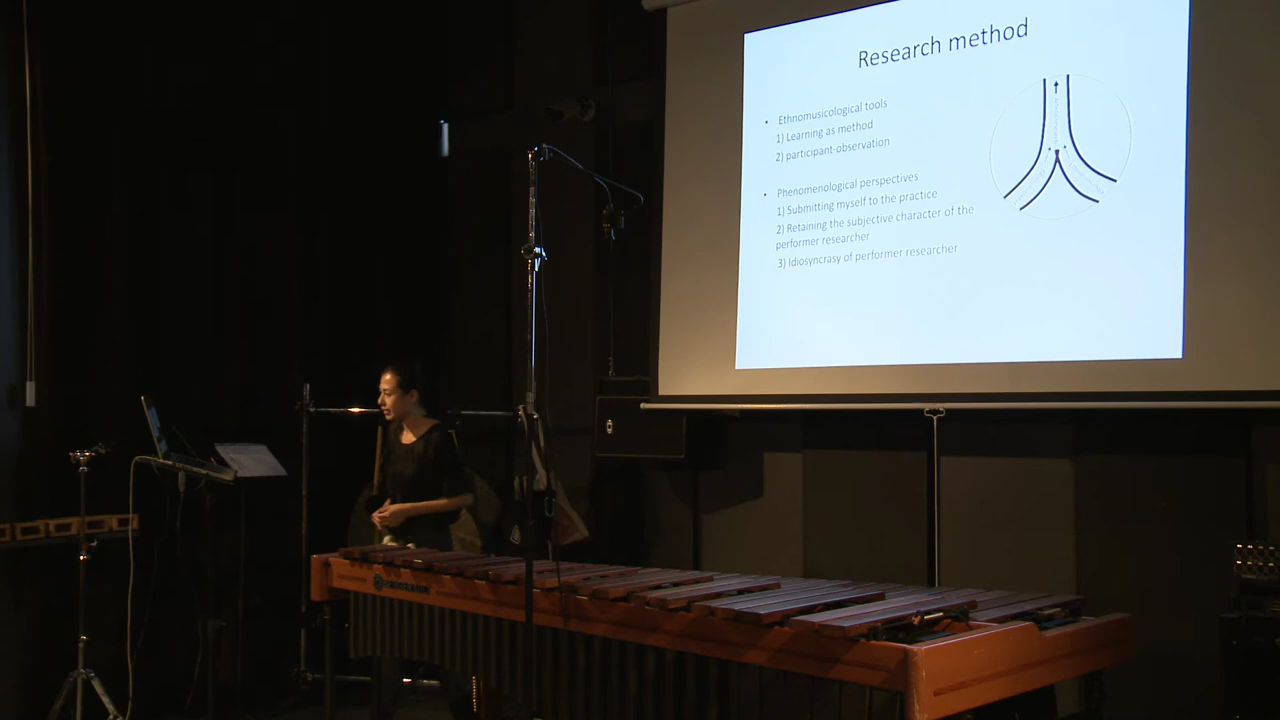 Research method
• Ethnomusicological tools
1) Learning as method
2) participant-observation
• Phenomenological perspectives
1) Submitting myself to the practice
2) Retaining the subjective character of the
performer researcher
3) Idiosyncrasy of performer researcher